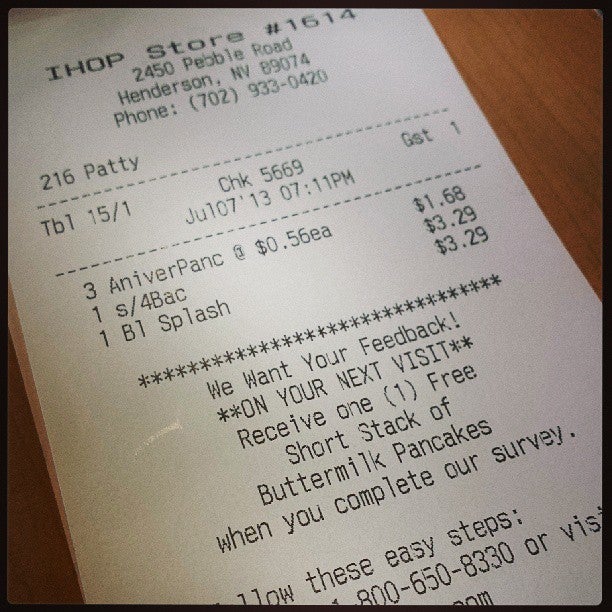 IHOP Store #1614
2450 Pebble Road
Henderson, NV 89074
Phone: (702) 933-0420
216 Patty
Tbl 15/1 Chk 5669 Gst 1
Jul07'13 07:11PM
3 AniverPanc @ $0.56ea $1.68
1 s/4Bac $3.29
1 Bl Splash $3.29
******************************
We Want Your Feedback!
**ON YOUR NEXT VISIT**
Receive one (1) Free
Short Stack of
Buttermilk Pancakes
when you complete our survey.
llow these easy steps:
800-650-8330 or visi
com